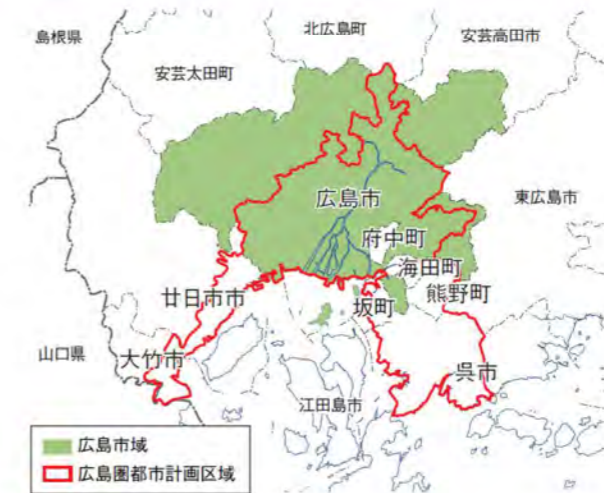 島根県
北広島町
安芸高田市
安芸太田町
広島市
東広島市
府中町
海田町
廿日市市
坂町
熊野町
山口県
大竹市
呉市
江田島市
広島市域
広島圏都市計画区域